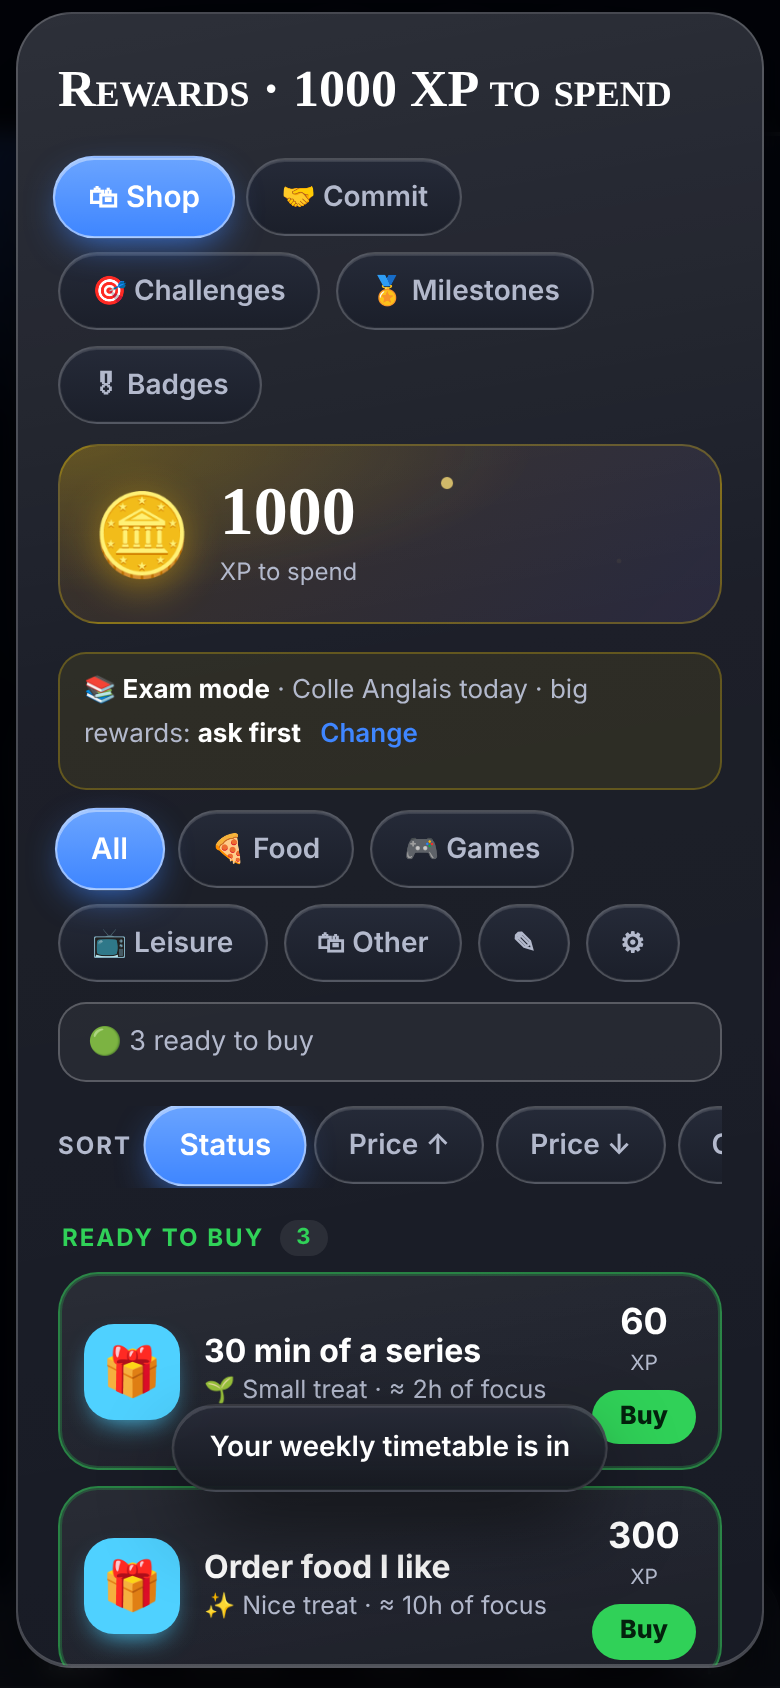 Rewards · 1000 XP to spend
🛍 Shop
🤝 Commit
🎯 Challenges
🏅 Milestones
🎖 Badges
1000
XP to spend
📚 Exam mode · Colle Anglais today · big
rewards: ask first Change
All
🍕 Food
🎮 Games
📺 Leisure
🛍 Other
✎
⚙
🟢 3 ready to buy
SORT
Status
Price ↑
Price ↓
READY TO BUY 3
30 min of a series
🌱 Small treat · ≈ 2h of focus
60
XP
Buy
Your weekly timetable is in
Order food I like
✨ Nice treat · ≈ 10h of focus
300
XP
Buy